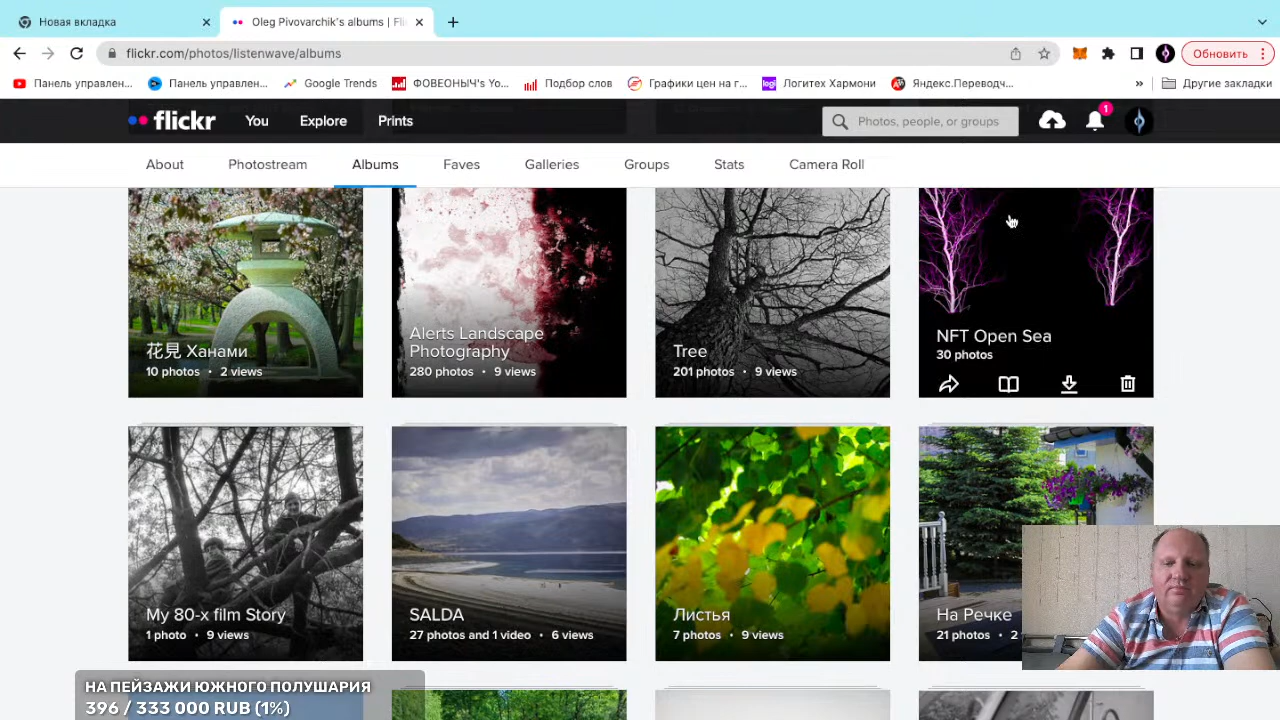 Новая вкладка
Oleg Pivovarchik's albums | Fli
flickr.com/photos/listenwave/albums
Обновить
Панель управлен...
Панель управлен...
Google Trends
ФОВЕОНЫЧ's Yo...
Подбор слов
Графики цен на г...
Логитех Хармони
Яндекс.Переводч...
»
Другие закладки
flickr
You
Explore
Prints
Photos, people, or groups
1
About
Photostream
Albums
Faves
Galleries
Groups
Stats
Camera Roll
花見 Ханами
10 photos • 2 views
Alerts Landscape
Photography
280 photos • 9 views
Tree
201 photos • 9 views
NFT Open Sea
30 photos
My 80-x film Story
1 photo • 9 views
SALDA
27 photos and 1 video • 6 views
Листья
7 photos • 9 views
На Речке
21 photos • 2
НА ПЕЙЗАЖИ ЮЖНОГО ПОЛУШАРИЯ
396 / 333 000 RUB (1%)